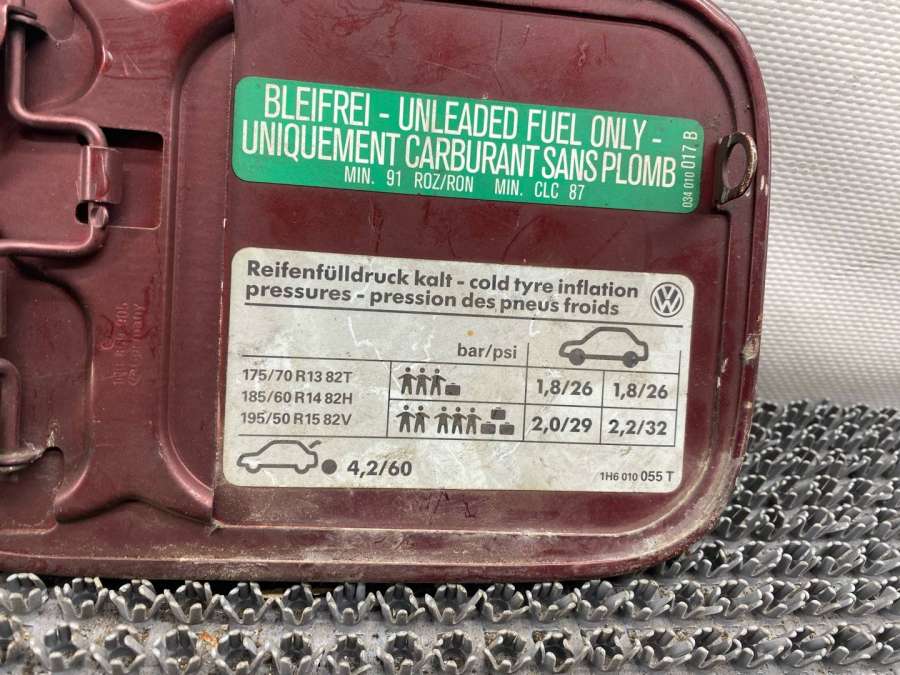 BLEIFREI - UNLEADED FUEL ONLY -
UNIQUEMENT CARBURANT SANS PLOMB
MIN. 91 ROZ/RON MIN. CLC 87
034 010 017 B
Reifenfülldruck kalt - cold tyre inflation
pressures - pression des pneus froids
bar/psi
175/70 R13 82T
185/60 R14 82H
195/50 R15 82V
1,8/26 1,8/26
2,0/29 2,2/32
4,2/60
1H6 010 055 T